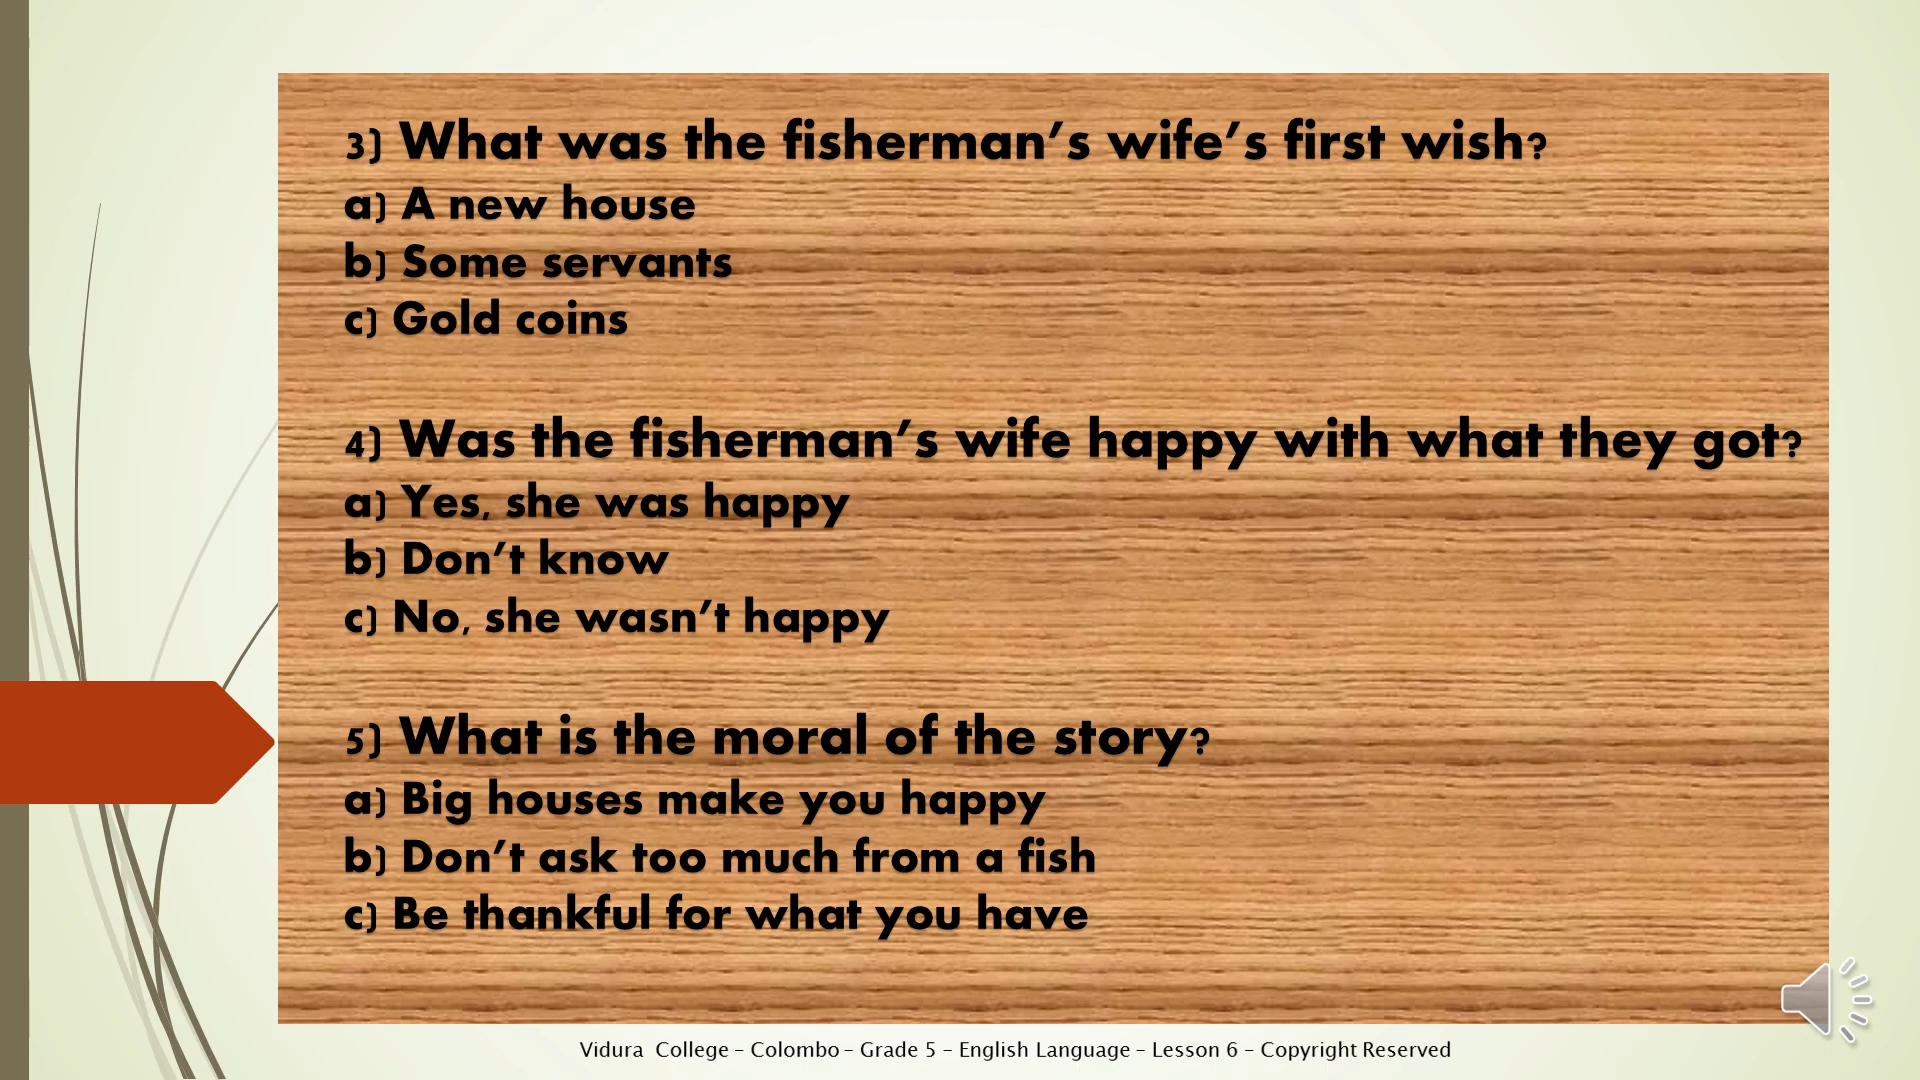 3) What was the fisherman’s wife’s first wish?
a) A new house
b) Some servants
c) Gold coins
4) Was the fisherman’s wife happy with what they got?
a) Yes, she was happy
b) Don’t know
c) No, she wasn’t happy
5) What is the moral of the story?
a) Big houses make you happy
b) Don’t ask too much from a fish
c) Be thankful for what you have
Vidura College – Colombo – Grade 5 – English Language – Lesson 6 – Copyright Reserved